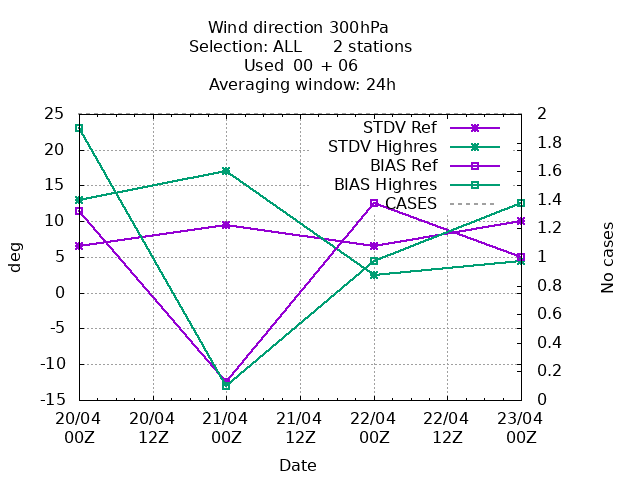 Wind direction 300hPa
Selection: ALL 2 stations
Used 00 + 06
Averaging window: 24h
25
20
15
10
5
0
-5
-10
-15
deg
STDV Ref
STDV Highres
BIAS Ref
BIAS Highres
CASES
2
1.8
1.6
1.4
1.2
1
0.8
0.6
0.4
0.2
0
No cases
20/04 20/04 21/04 21/04 22/04 22/04 23/04
00Z 12Z 00Z 12Z 00Z 12Z 00Z
Date